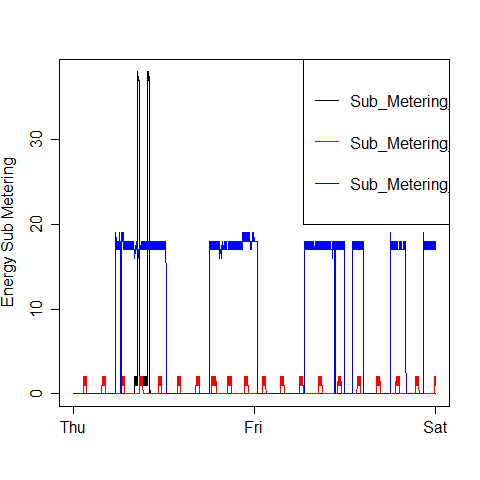 Energy Sub Metering
30
20
10
0
Thu Fri Sat
Sub_Metering_
Sub_Metering_
Sub_Metering_